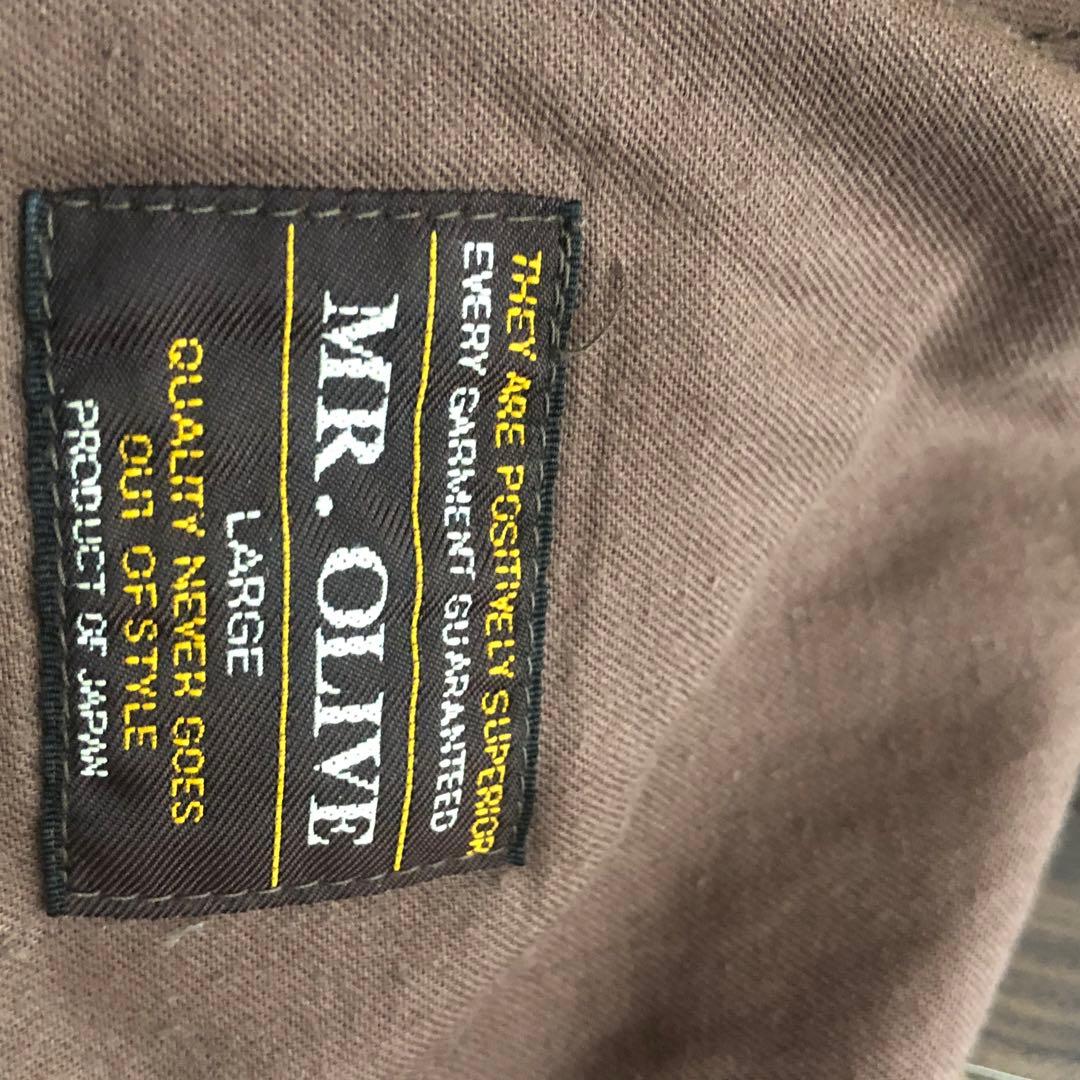 THEY ARE POSITIVELY SUPERIOR
EVERY GARMENT GUARANTEED
MR. OLIVE
LARGE
QUALITY NEVER GOES
OUT OF STYLE
PRODUCT OF JAPAN